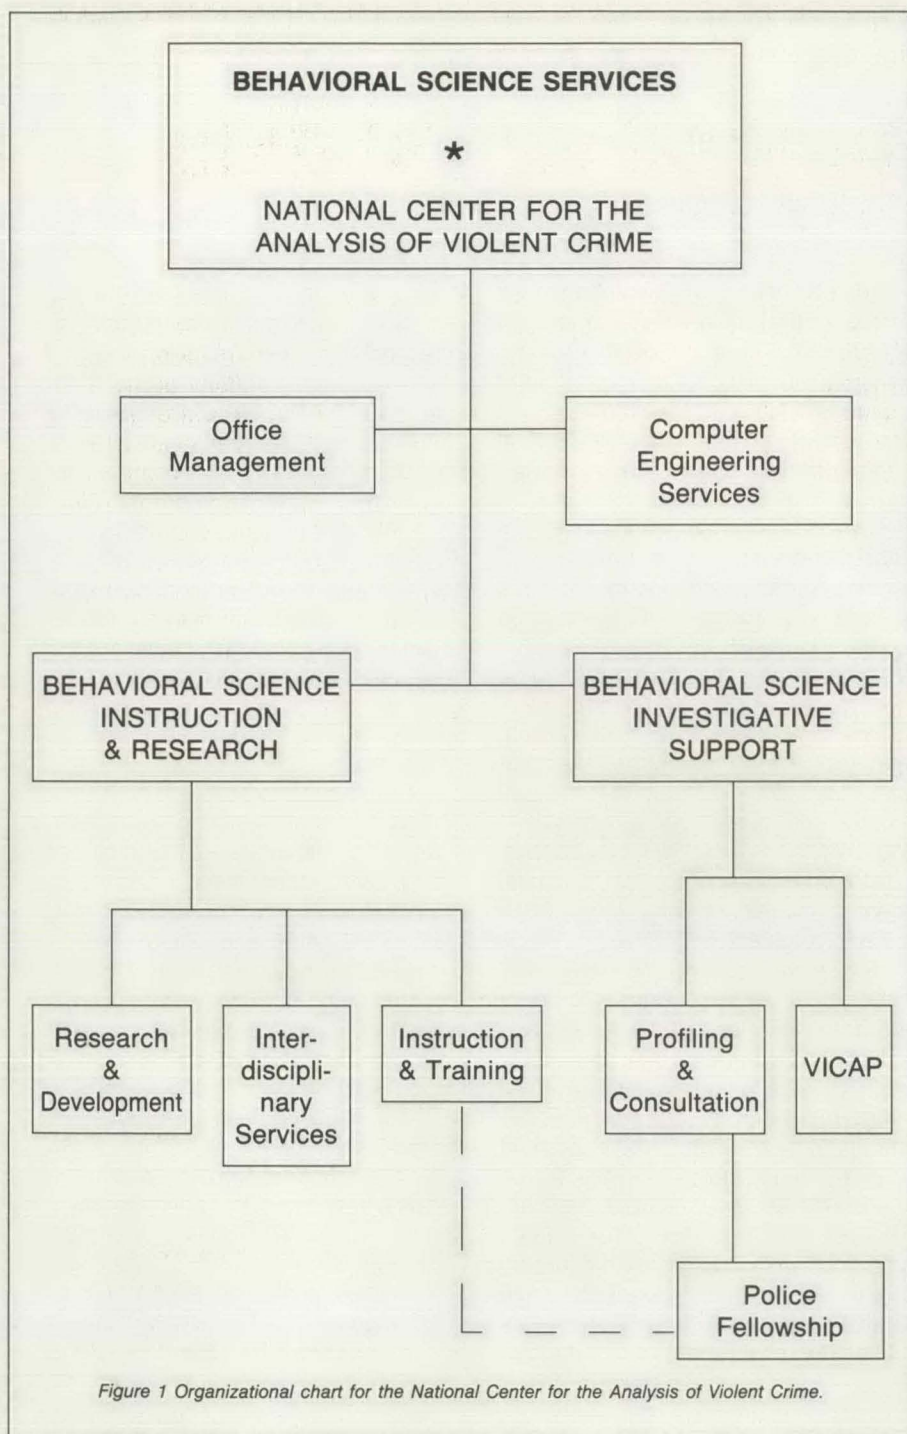 BEHAVIORAL SCIENCE SERVICES
*
NATIONAL CENTER FOR THE
ANALYSIS OF VIOLENT CRIME
Office
Management
Computer
Engineering
Services
BEHAVIORAL SCIENCE
INSTRUCTION
& RESEARCH
BEHAVIORAL SCIENCE
INVESTIGATIVE
SUPPORT
Research
&
Development
Inter-
discipli-
nary
Services
Instruction
& Training
Profiling
&
Consultation
VICAP
Police
Fellowship
Figure 1 Organizational chart for the National Center for the Analysis of Violent Crime.